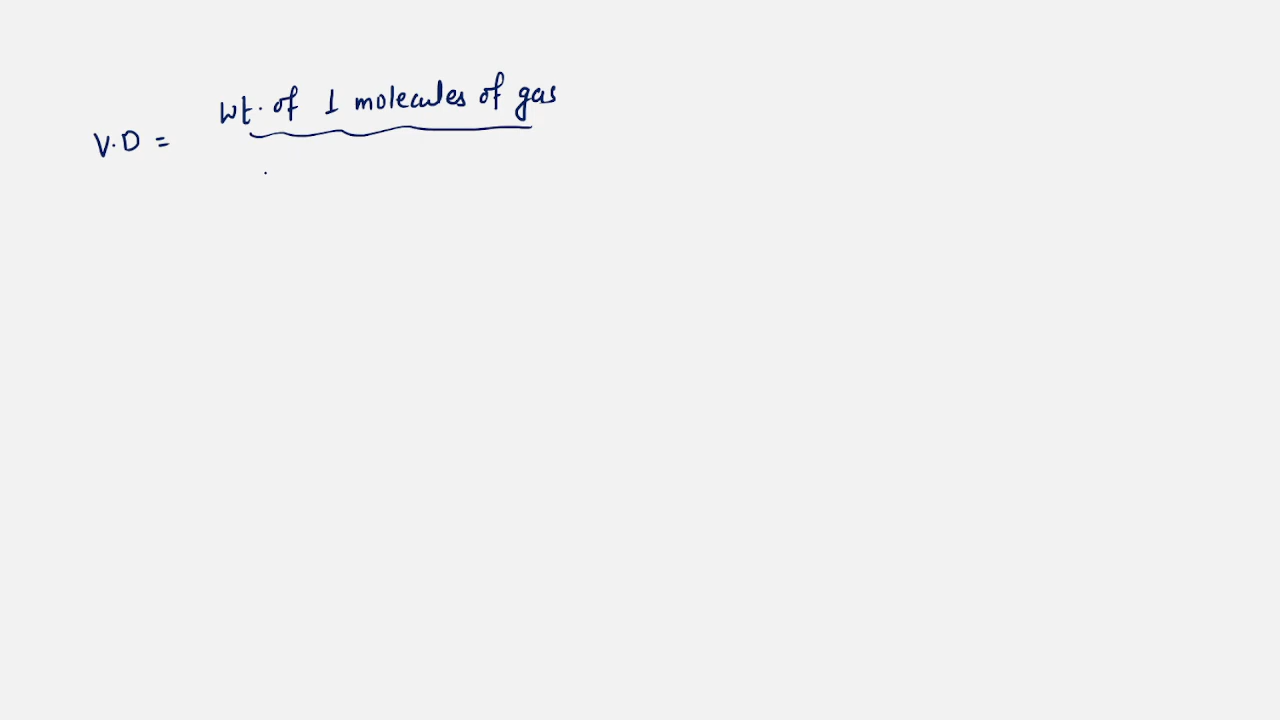 V.D = Wt. of 1 molecules of gas